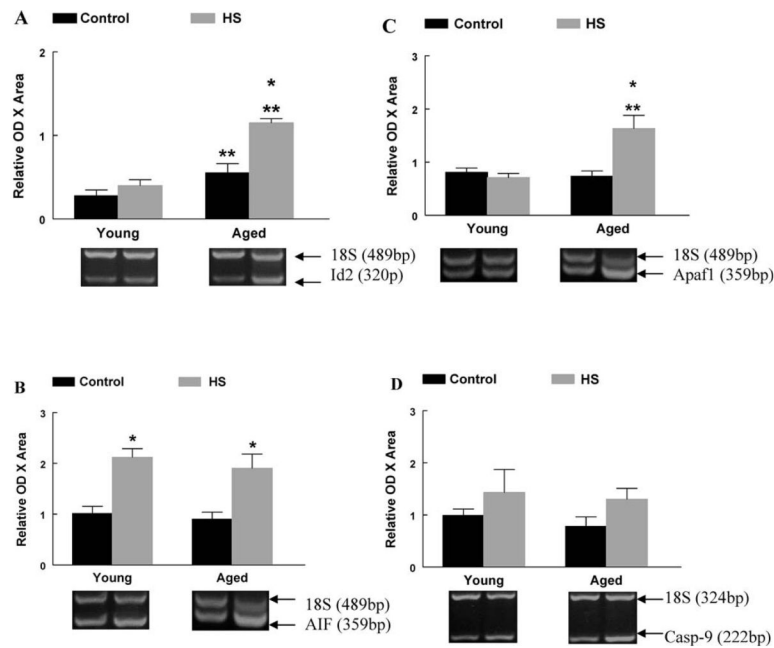 A
Control HS
Relative OD X Area
2
1
0
*
**
**
Young Aged
18S (489bp)
Id2 (320p)
C
Control HS
Relative OD X Area
3
2
1
0
*
**
Young Aged
18S (489bp)
Apaf1 (359bp)
B
Control HS
Relative OD X Area
3
2
1
0
*
*
Young Aged
18S (489bp)
AIF (359bp)
D
Control HS
Relative OD X Area
3
2
1
0
Young Aged
18S (324bp)
Casp-9 (222bp)